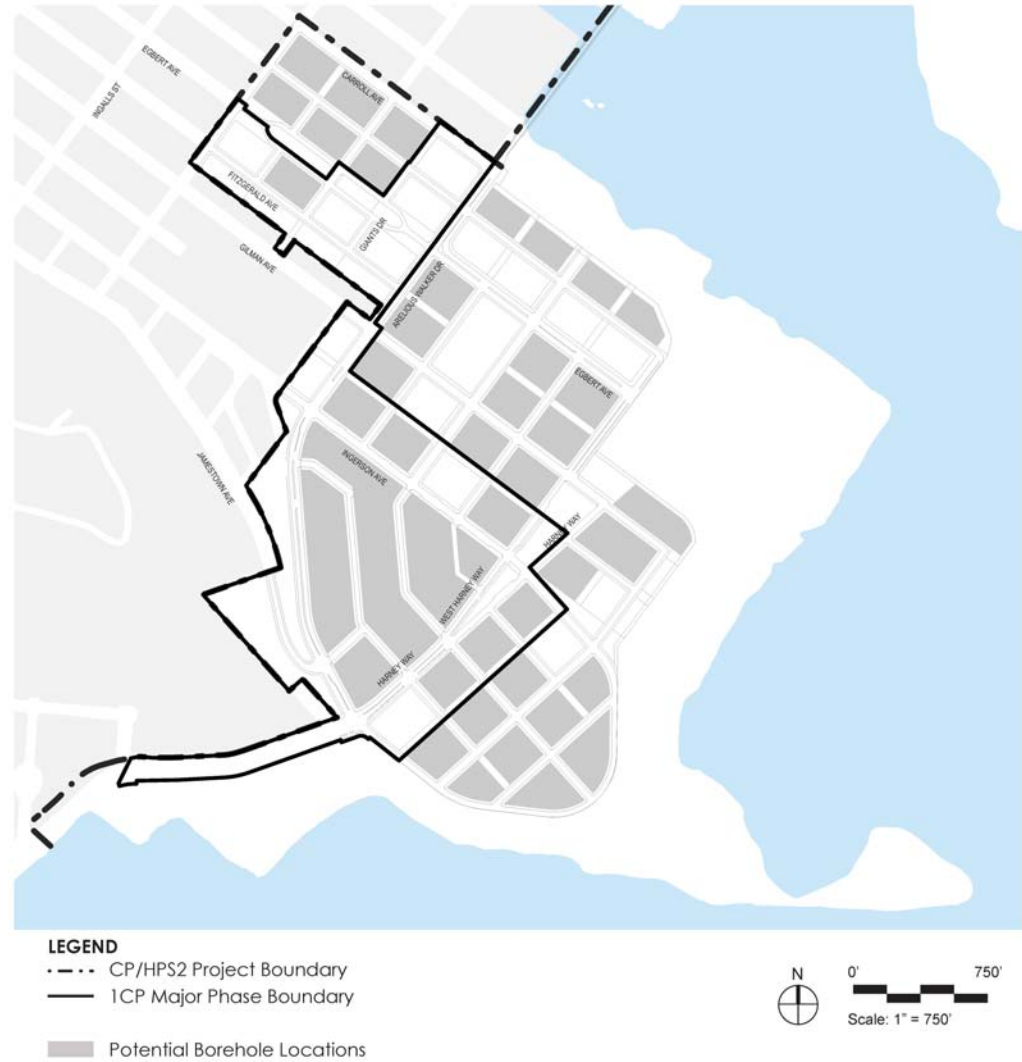 EGBERT AVE
INGALLS ST
CARROLL AVE
FITZGERALD AVE
GIANTS DR
GILMAN AVE
ARELIOUS WALKER DR
EGBERT AVE
JAMESTOWN AVE
INGERSON AVE
HARNEY WAY
WEST HARNEY WAY
HARNEY WAY
LEGEND
CP/HPS2 Project Boundary
1CP Major Phase Boundary
Potential Borehole Locations
N
0' 750'
Scale: 1" = 750'